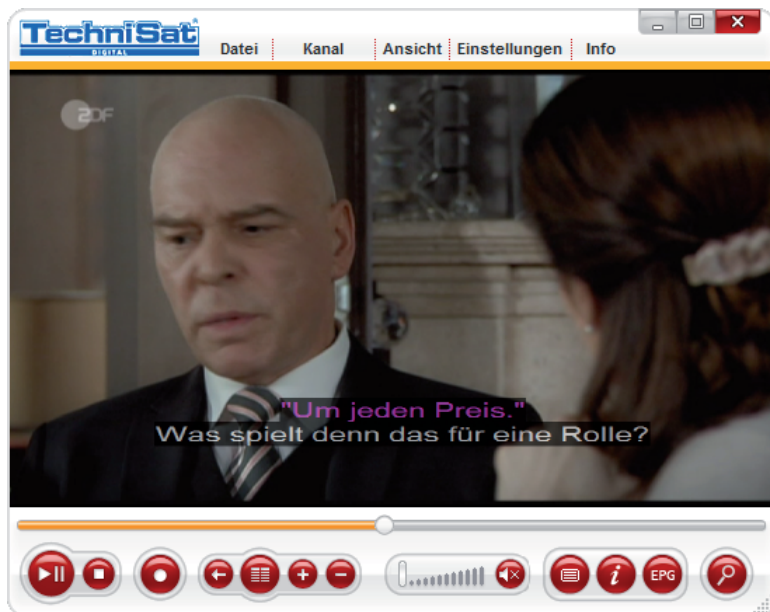 TechniSat
DIGITAL
Datei Kanal Ansicht Einstellungen Info
ZDF
"Um jeden Preis."
Was spielt denn das für eine Rolle?
i EPG